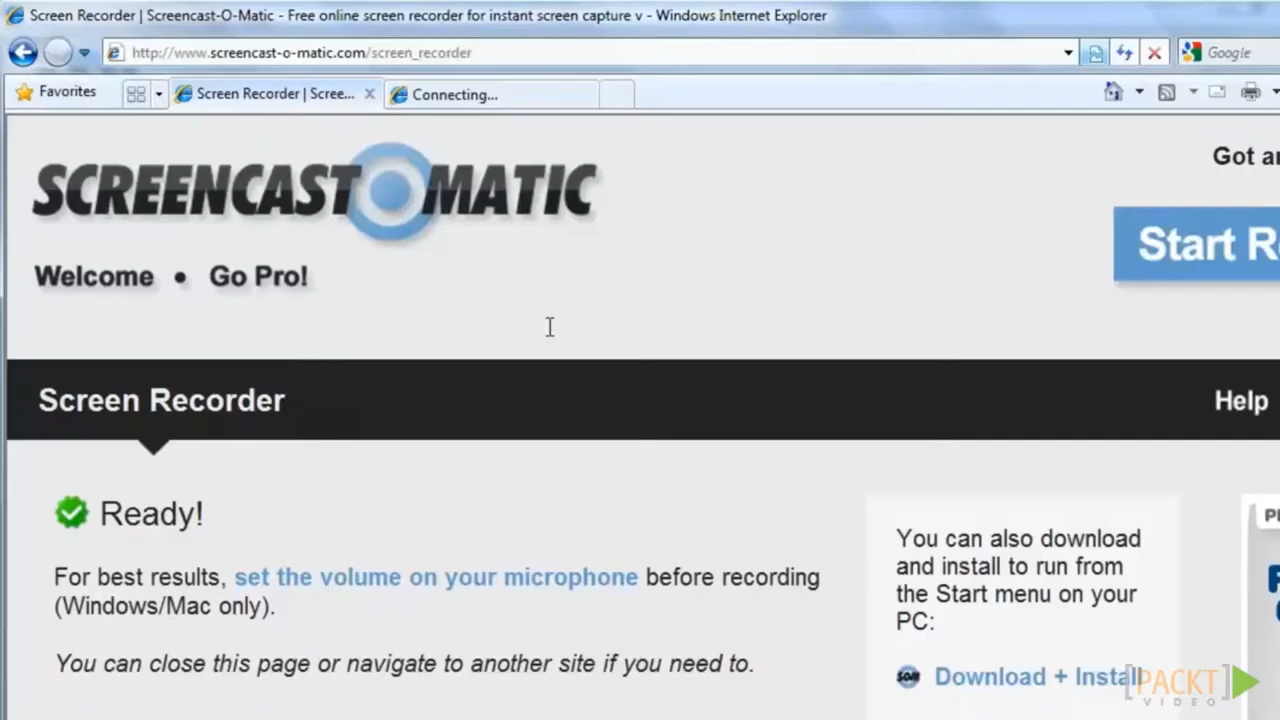 Screen Recorder | Screencast-O-Matic - Free online screen recorder for instant screen capture v - Windows Internet Explorer
http://www.screencast-o-matic.com/screen_recorder
Google
Favorites
Screen Recorder | Scree...
Connecting...
SCREENCAST O MATIC
Got an
Welcome • Go Pro!
Start R
Screen Recorder
Help
Ready!
For best results, set the volume on your microphone before recording
(Windows/Mac only).
You can close this page or navigate to another site if you need to.
You can also download
and install to run from
the Start menu on your
PC:
SOM
Download + Install
[PACKT]
VIDEO